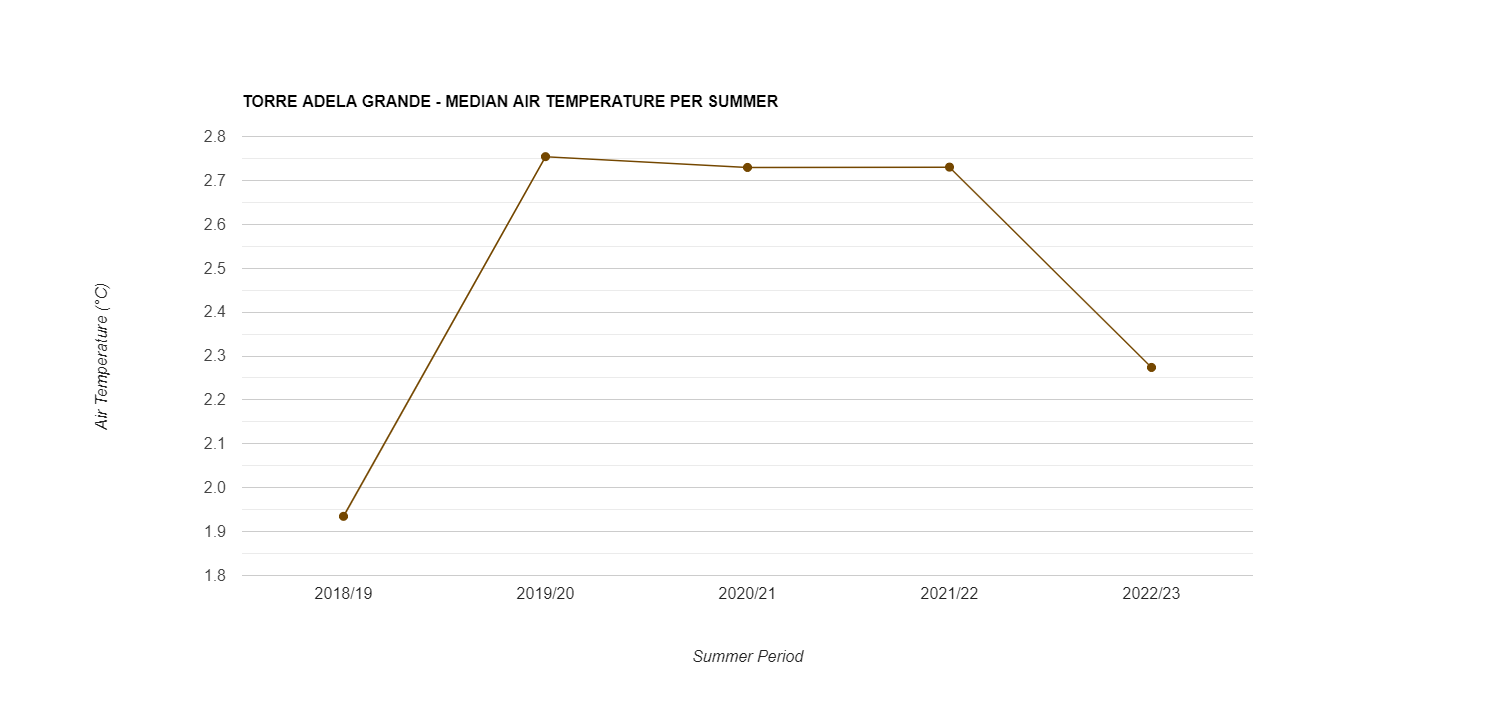 TORRE ADELA GRANDE - MEDIAN AIR TEMPERATURE PER SUMMER
2.8
2.7
2.6
2.5
2.4
2.3
2.2
2.1
2.0
1.9
1.8
Air Temperature (°C)
2018/19 2019/20 2020/21 2021/22 2022/23
Summer Period